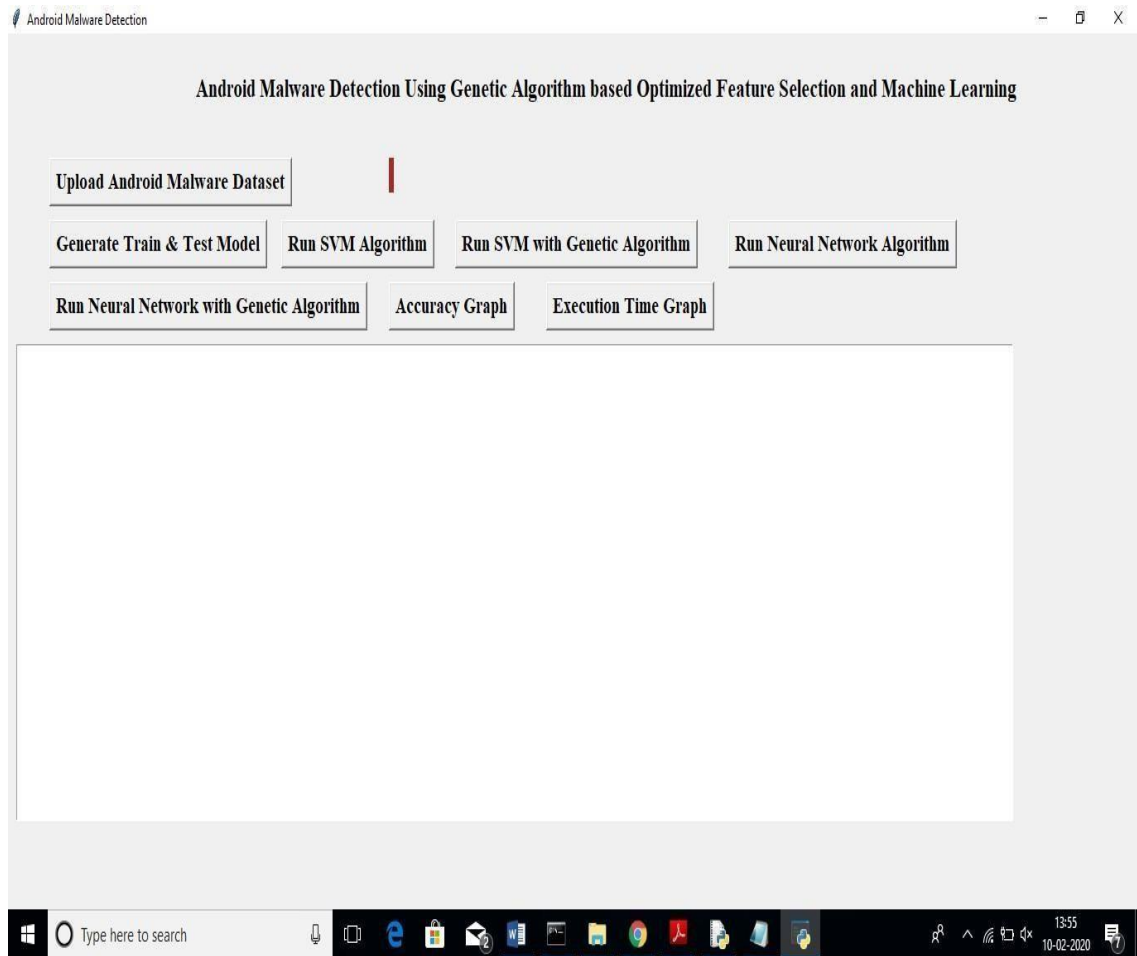 Android Malware Detection
Android Malware Detection Using Genetic Algorithm based Optimized Feature Selection and Machine Learning
Upload Android Malware Dataset
Generate Train & Test Model Run SVM Algorithm Run SVM with Genetic Algorithm Run Neural Network Algorithm
Run Neural Network with Genetic Algorithm Accuracy Graph Execution Time Graph
Type here to search
2
13:55
10-02-2020
7